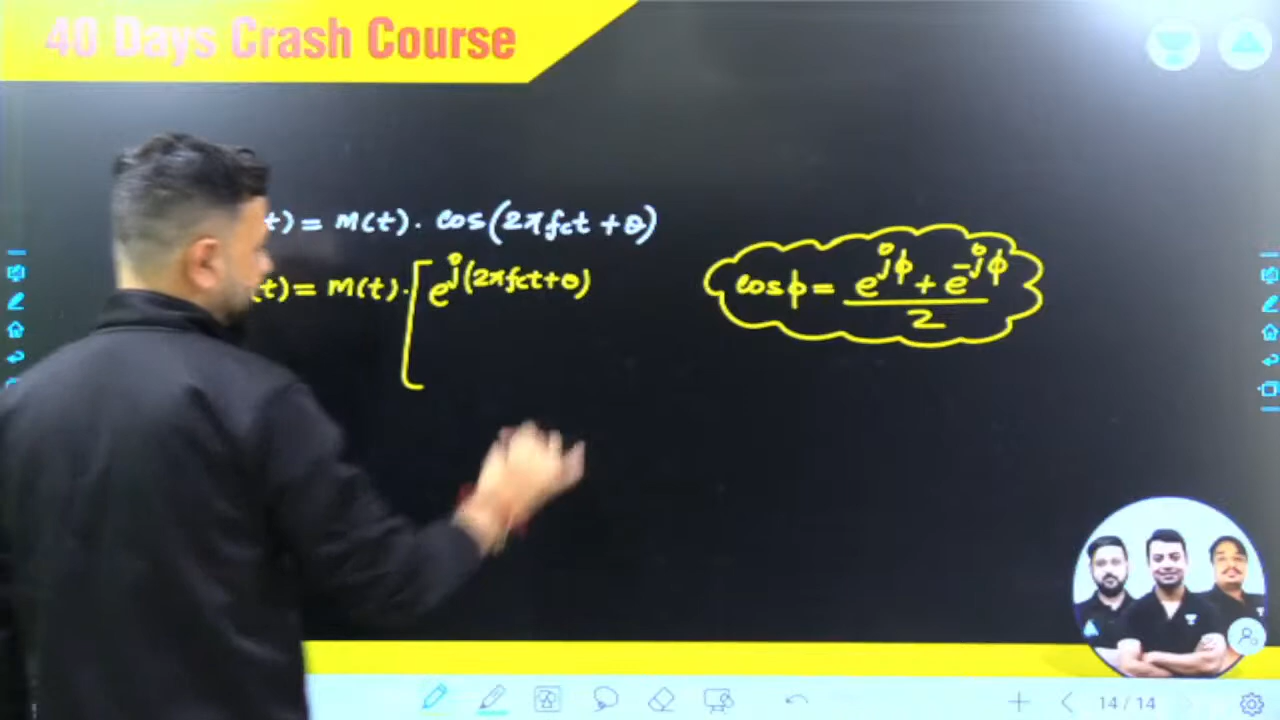 40 Days Crash Course
t) = m(t). cos(2πfct + θ)
(t) = m(t). [ e^j(2πfct+θ)
cosφ = e^jφ + e^-jφ / 2
14 / 14